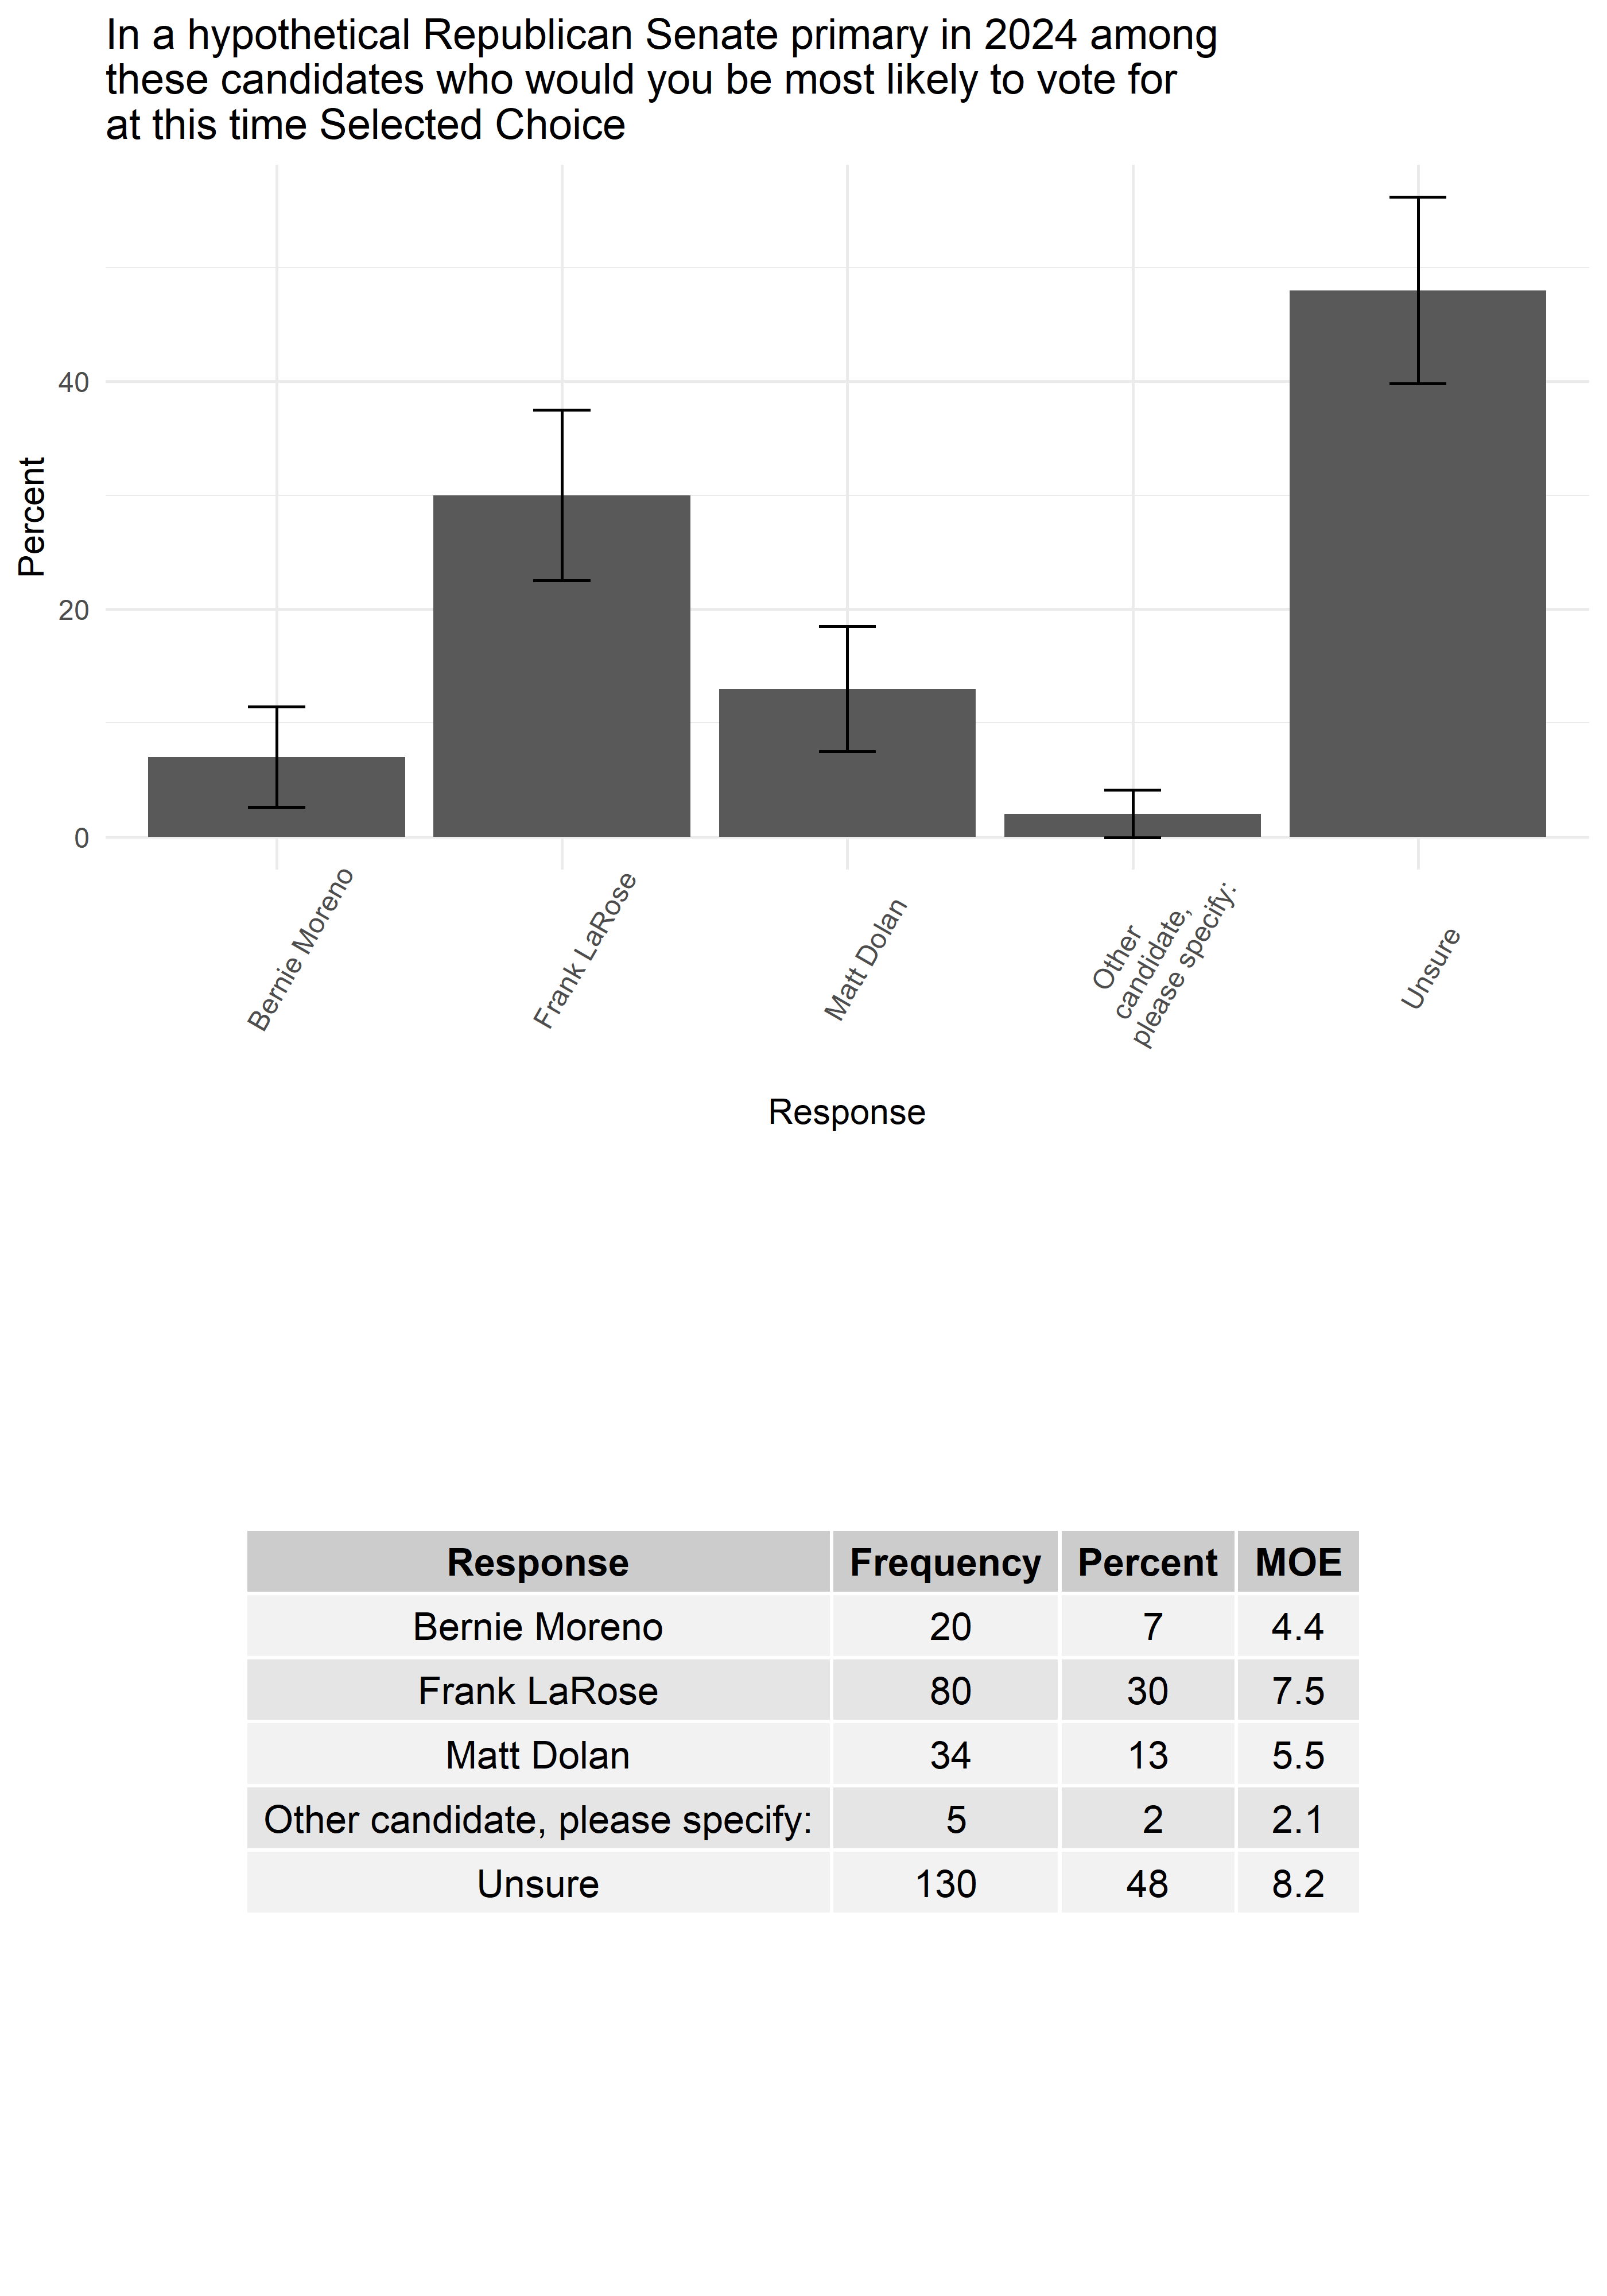 In a hypothetical Republican Senate primary in 2024 among
these candidates who would you be most likely to vote for
at this time Selected Choice
Percent
40
20
0
Bernie Moreno
Frank LaRose
Matt Dolan
Other
candidate,
please specify:
Unsure
Response
Response Frequency Percent MOE
Bernie Moreno 20 7 4.4
Frank LaRose 80 30 7.5
Matt Dolan 34 13 5.5
Other candidate, please specify: 5 2 2.1
Unsure 130 48 8.2